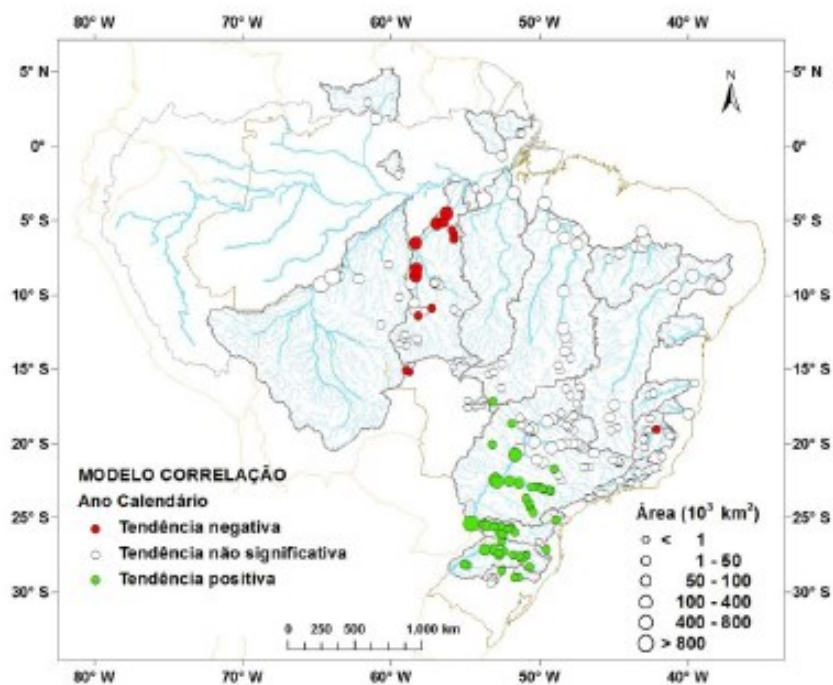 80° W 70° W 60° W 50° W 40° W
5° N 5° N
N
0° 0°
5° S 5° S
10° S 10° S
15° S 15° S
20° S 20° S
MODELO CORRELAÇÃO
Ano Calendário
Tendência negativa
Tendência não significativa
Tendência positiva
Área (10³ km²)
< 1
1 - 50
50 - 100
100 - 400
400 - 800
> 800
25° S 25° S
30° S 30° S
0 250 500 1.000 km
80° W 70° W 60° W 50° W 40° W